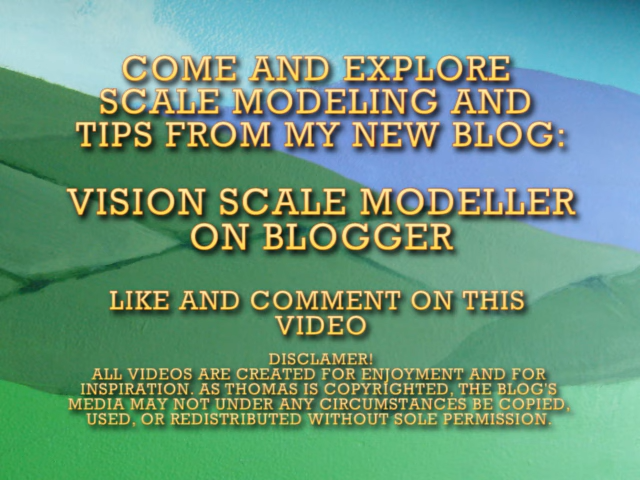 COME AND EXPLORE
SCALE MODELING AND
TIPS FROM MY NEW BLOG:
VISION SCALE MODELLER
ON BLOGGER
LIKE AND COMMENT ON THIS
VIDEO
DISCLAMER!
ALL VIDEOS ARE CREATED FOR ENJOYMENT AND FOR
INSPIRATION. AS THOMAS IS COPYRIGHTED, THE BLOG'S
MEDIA MAY NOT UNDER ANY CIRCUMSTANCES BE COPIED,
USED, OR REDISTRIBUTED WITHOUT SOLE PERMISSION.